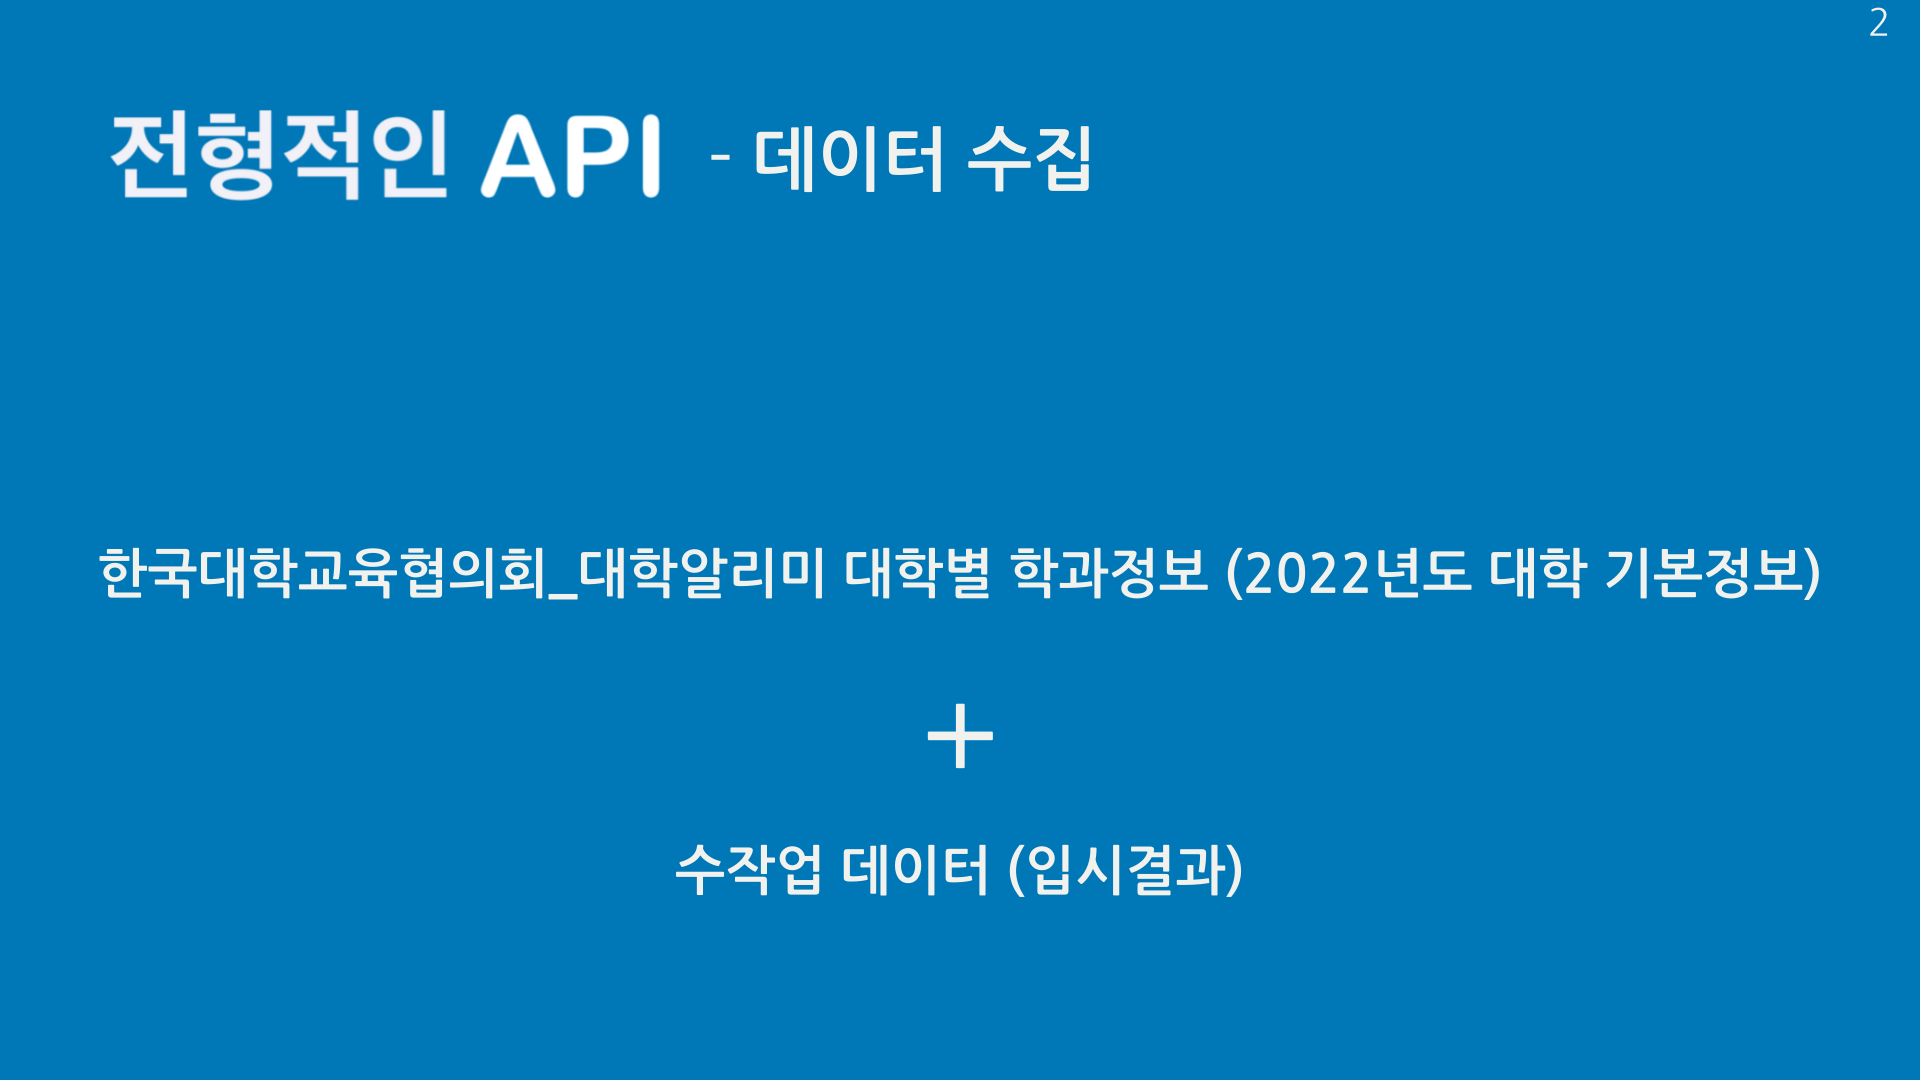 2
전형적인 API - 데이터 수집
한국대학교육협의회_대학알리미 대학별 학과정보 (2022년도 대학 기본정보)
+
수작업 데이터 (입시결과)